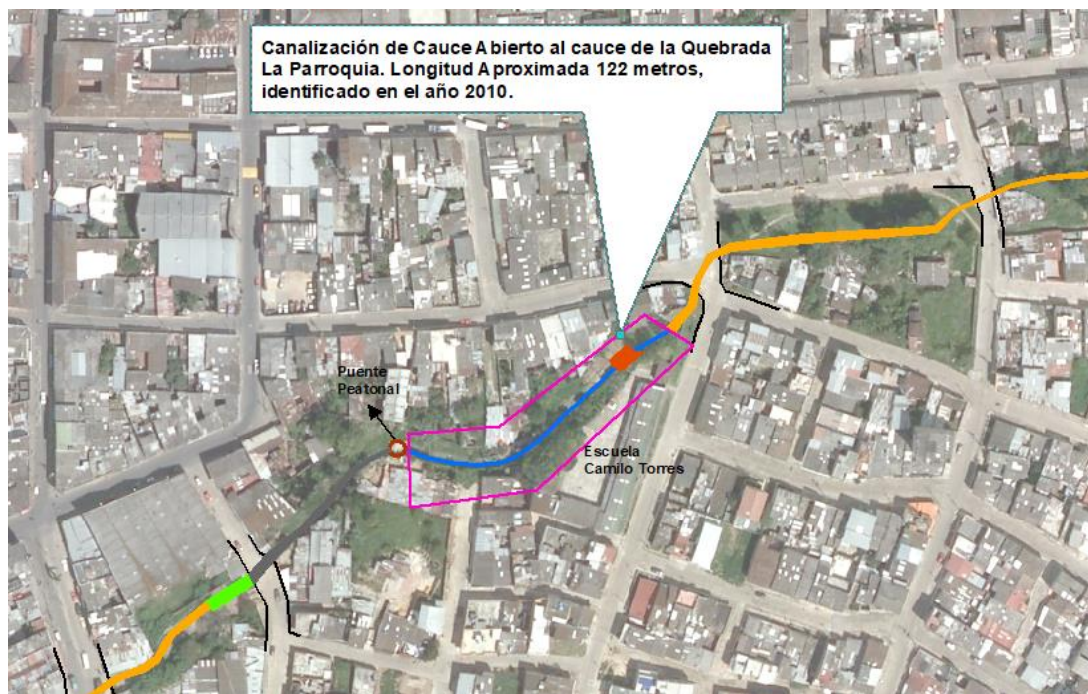 Canalización de Cauce Abierto al cauce de la Quebrada
La Parroquia. Longitud Aproximada 122 metros,
identificado en el año 2010.
Puente
Peatonal
Escuela
Camilo Torres